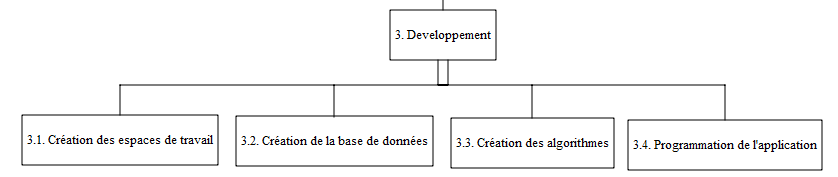 3. Developpement
3.1. Création des espaces de travail
3.2. Création de la base de données
3.3. Création des algorithmes
3.4. Programmation de l'application